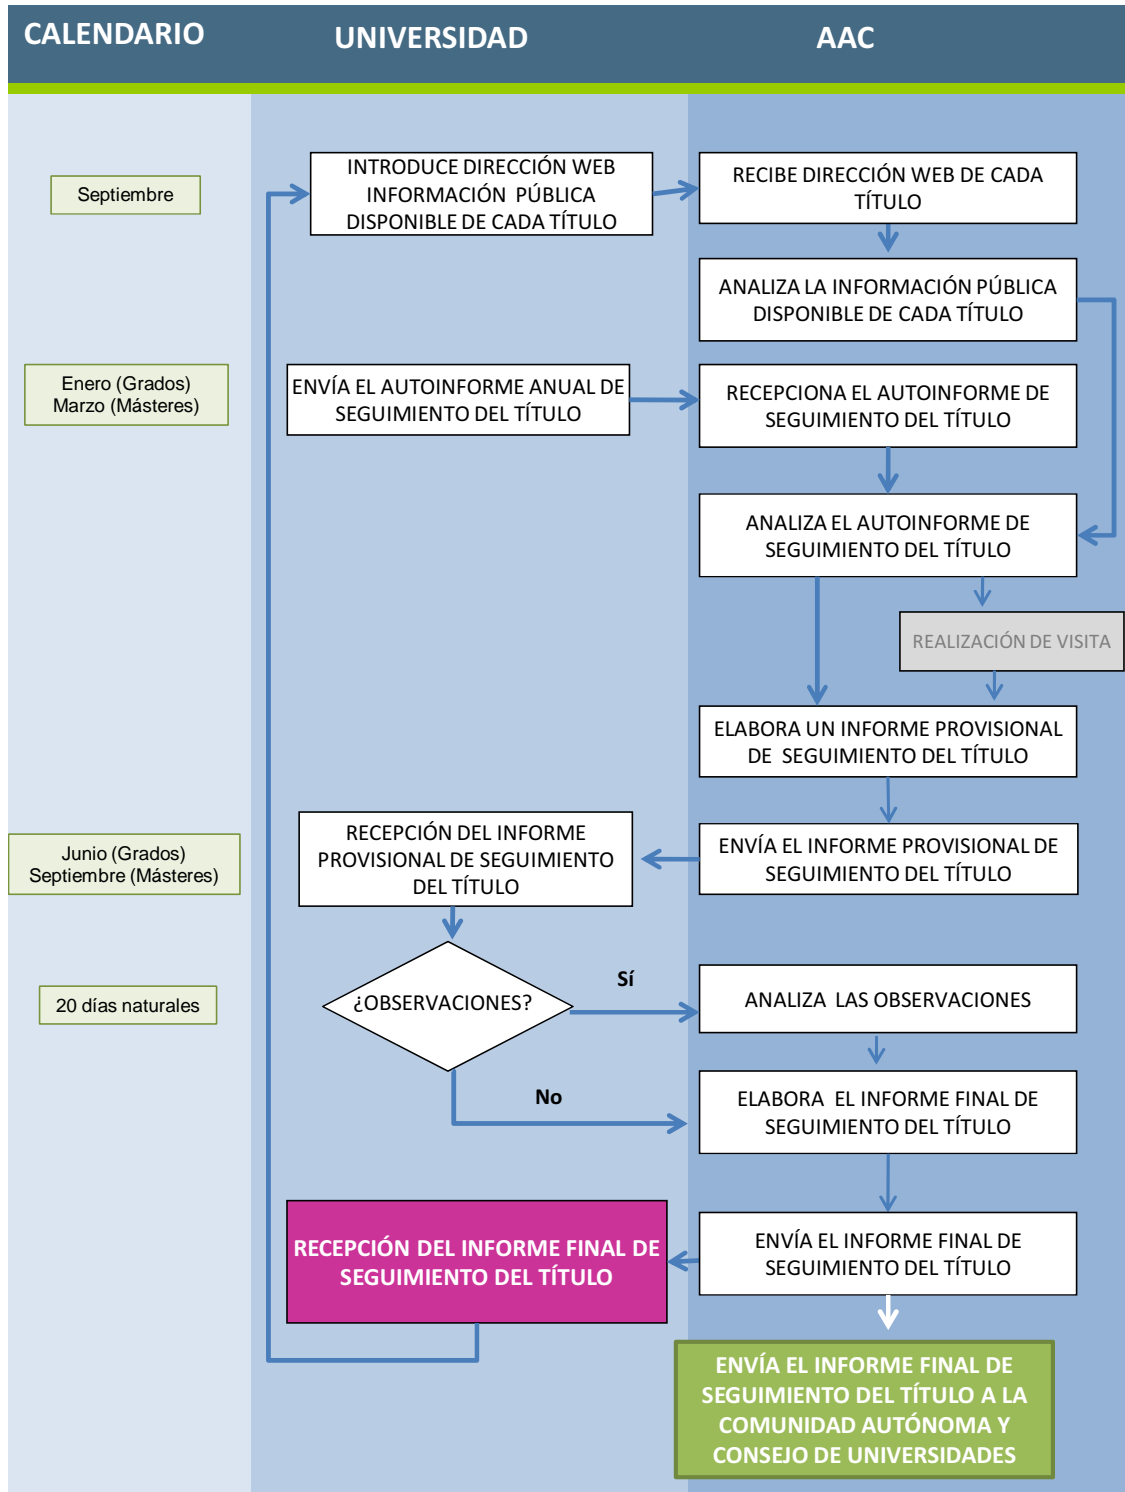 CALENDARIO
UNIVERSIDAD
AAC
Septiembre
INTRODUCE DIRECCIÓN WEB
INFORMACIÓN PÚBLICA
DISPONIBLE DE CADA TÍTULO
RECIBE DIRECCIÓN WEB DE CADA
TÍTULO
ANALIZA LA INFORMACIÓN PÚBLICA
DISPONIBLE DE CADA TÍTULO
Enero (Grados)
Marzo (Másteres)
ENVÍA EL AUTOINFORME ANUAL DE
SEGUIMIENTO DEL TÍTULO
RECEPCIONA EL AUTOINFORME DE
SEGUIMIENTO DEL TÍTULO
ANALIZA EL AUTOINFORME DE
SEGUIMIENTO DEL TÍTULO
REALIZACIÓN DE VISITA
ELABORA UN INFORME PROVISIONAL
DE SEGUIMIENTO DEL TÍTULO
Junio (Grados)
Septiembre (Másteres)
RECEPCIÓN DEL INFORME
PROVISIONAL DE SEGUIMIENTO
DEL TÍTULO
ENVÍA EL INFORME PROVISIONAL DE
SEGUIMIENTO DEL TÍTULO
20 días naturales
¿OBSERVACIONES?
Sí
ANALIZA LAS OBSERVACIONES
No
ELABORA EL INFORME FINAL DE
SEGUIMIENTO DEL TÍTULO
RECEPCIÓN DEL INFORME FINAL DE
SEGUIMIENTO DEL TÍTULO
ENVÍA EL INFORME FINAL DE
SEGUIMIENTO DEL TÍTULO
ENVÍA EL INFORME FINAL DE
SEGUIMIENTO DEL TÍTULO A LA
COMUNIDAD AUTÓNOMA Y
CONSEJO DE UNIVERSIDADES